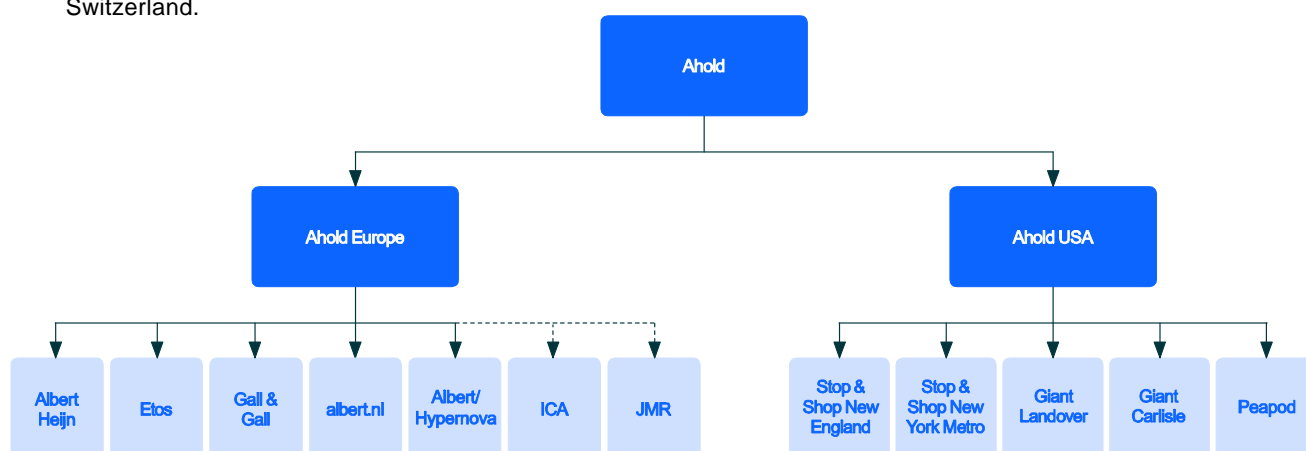 Switzerland.
Ahold
Ahold Europe
Ahold USA
Albert
Heijn
Etos
Gall &
Gall
albert.nl
Albert/
Hypernova
ICA
JMR
Stop &
Shop New
England
Stop &
Shop New
York Metro
Giant
Landover
Giant
Carlisle
Peapod